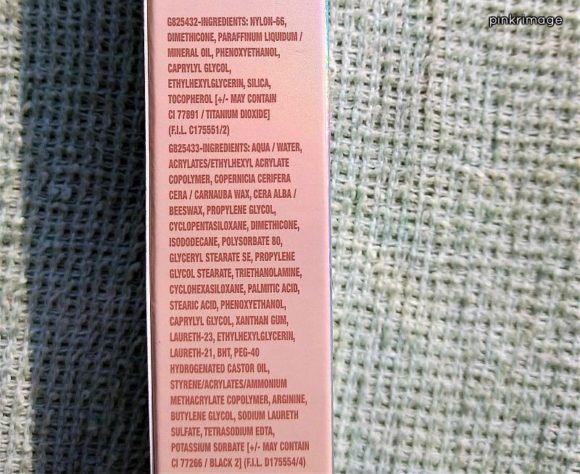 pinkrimage
G825432-INGREDIENTS: NYLON-66,
DIMETHICONE, PARAFFINUM LIQUIDUM /
MINERAL OIL, PHENOXYETHANOL,
CAPRYLYL GLYCOL,
ETHYLHEXYLGLYCERIN, SILICA,
TOCOPHEROL [+/- MAY CONTAIN
CI 77891 / TITANIUM DIOXIDE]
(F.I.L. C175551/2)
G825433-INGREDIENTS: AQUA / WATER,
ACRYLATES/ETHYLHEXYL ACRYLATE
COPOLYMER, COPERNICIA CERIFERA
CERA / CARNAUBA WAX, CERA ALBA /
BEESWAX, PROPYLENE GLYCOL,
CYCLOPENTASILOXANE, DIMETHICONE,
ISODODECANE, POLYSORBATE 80,
GLYCERYL STEARATE SE, PROPYLENE
GLYCOL STEARATE, TRIETHANOLAMINE,
CYCLOHEXASILOXANE, PALMITIC ACID,
STEARIC ACID, PHENOXYETHANOL,
CAPRYLYL GLYCOL, XANTHAN GUM,
LAURETH-23, ETHYLHEXYLGLYCERIN,
LAURETH-21, BHT, PEG-40
HYDROGENATED CASTOR OIL,
STYRENE/ACRYLATES/AMMONIUM
METHACRYLATE COPOLYMER, ARGININE,
BUTYLENE GLYCOL, SODIUM LAURETH
SULFATE, TETRASODIUM EDTA,
POTASSIUM SORBATE [+/- MAY CONTAIN
CI 77266 / BLACK 2] (F.I.L. D175554/4)